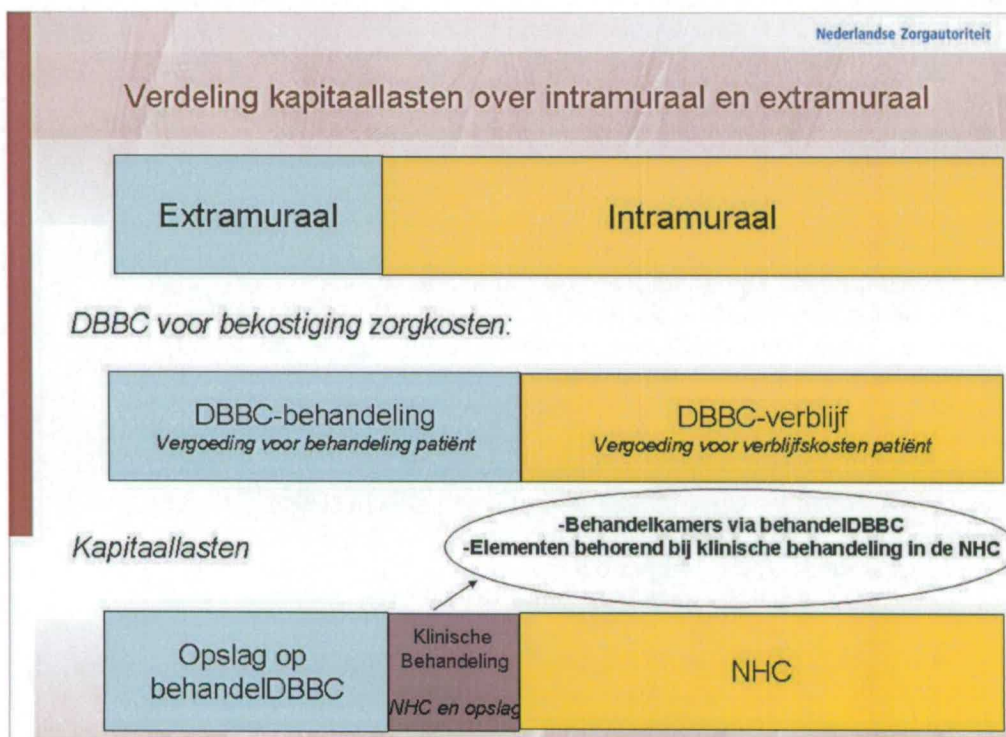 Nederlandse Zorgautoriteit
Verdeling kapitaallasten over intramuraal en extramuraal
Extramuraal
Intramuraal
DBBC voor bekostiging zorgkosten:
DBBC-behandeling
Vergoeding voor behandeling patiënt
DBBC-verblijf
Vergoeding voor verblijfskosten patiënt
-Behandelkamers via behandelDBBC
-Elementen behorend bij klinische behandeling in de NHC
Kapitaallasten
Opslag op
behandelDBBC
Klinische
Behandeling
NHC en opslag
NHC